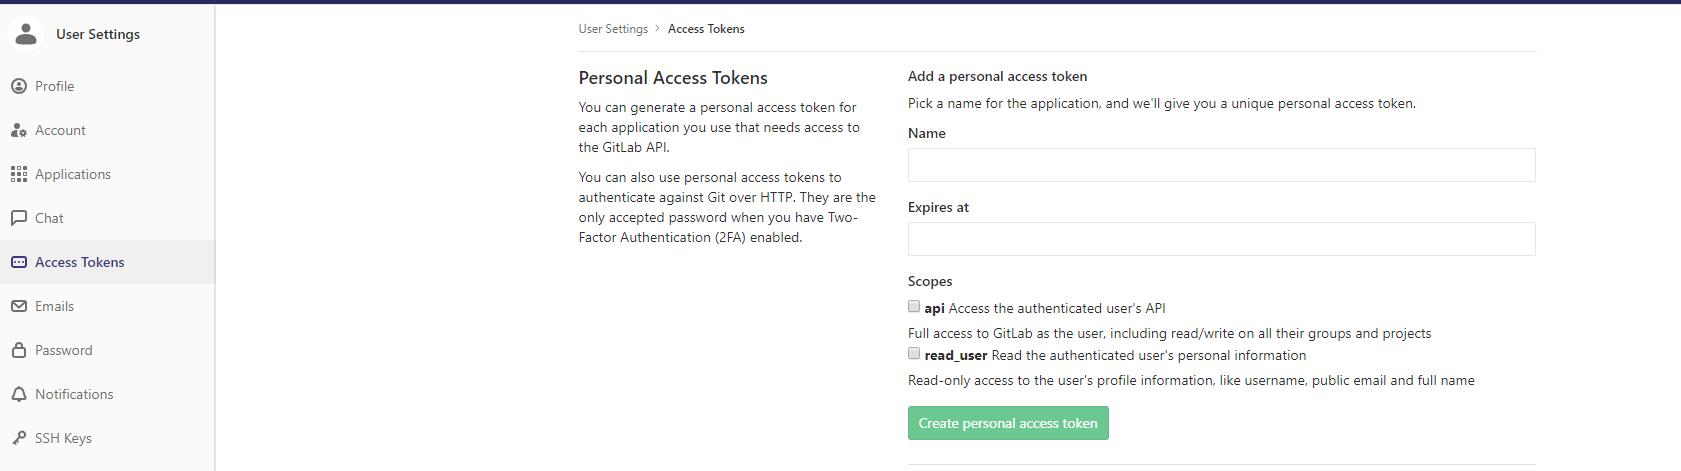 User Settings
Profile
Account
Applications
Chat
Access Tokens
Emails
Password
Notifications
SSH Keys
User Settings > Access Tokens
Personal Access Tokens
You can generate a personal access token for
each application you use that needs access to
the GitLab API.
You can also use personal access tokens to
authenticate against Git over HTTP. They are the
only accepted password when you have Two-
Factor Authentication (2FA) enabled.
Add a personal access token
Pick a name for the application, and we'll give you a unique personal access token.
Name
Expires at
Scopes
api Access the authenticated user's API
Full access to GitLab as the user, including read/write on all their groups and projects
read_user Read the authenticated user's personal information
Read-only access to the user's profile information, like username, public email and full name
Create personal access token